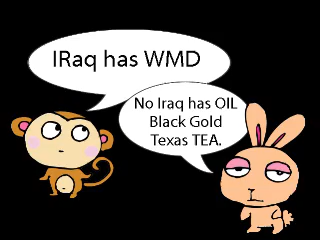 IRaq has WMD
No Iraq has OIL
Black Gold
Texas TEA.